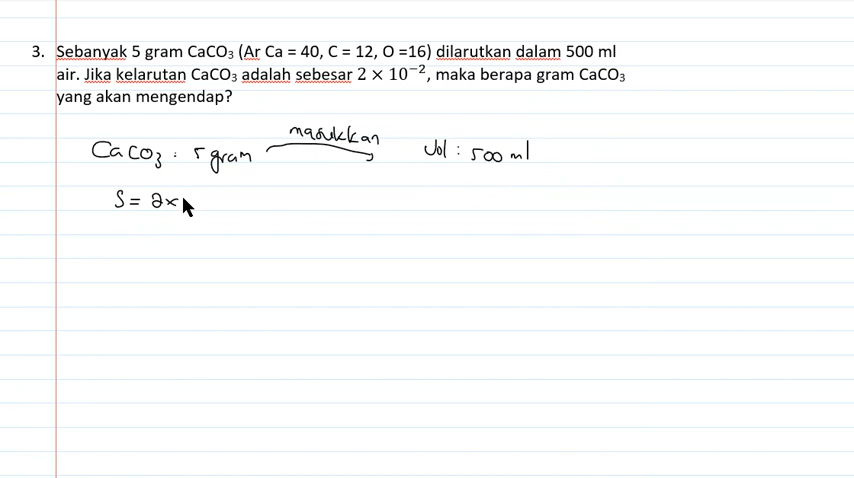 3. Sebanyak 5 gram CaCO₃ (Ar Ca = 40, C = 12, O =16) dilarutkan dalam 500 ml
air. Jika kelarutan CaCO₃ adalah sebesar 2 × 10⁻², maka berapa gram CaCO₃
yang akan mengendap?
masukkan
CaCO₃ : 5 gram Vol : 500 ml
S = 2x